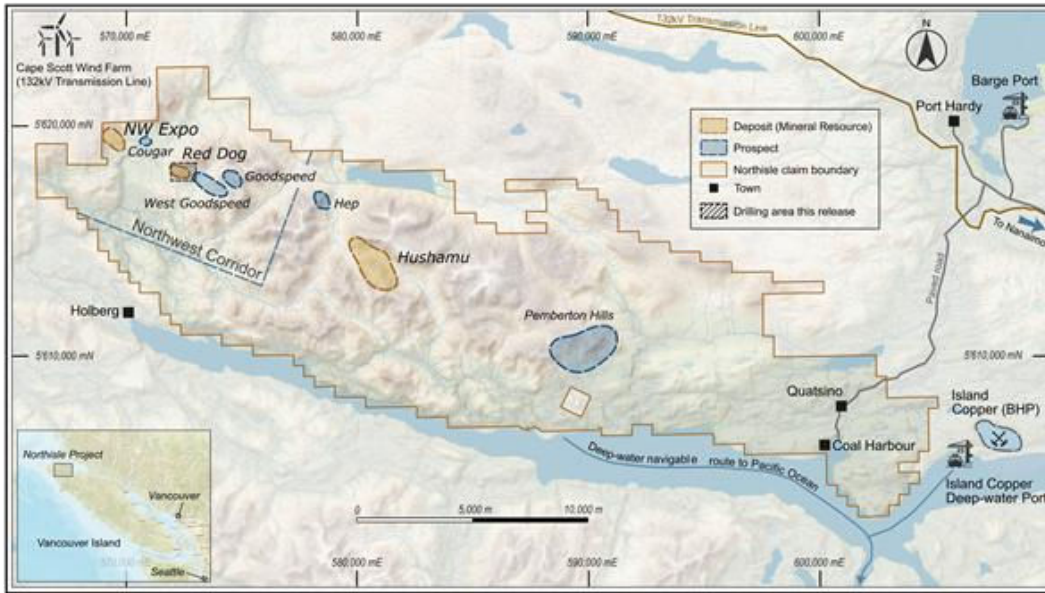 570,000 mE
580,000 mE
590,000 mE
600,000 mE
132kV Transmission Line
N
Cape Scott Wind Farm
(132kV Transmission Line)
Barge Port
Port Hardy
5'620,000 mN
NW Expo
Cougar
Red Dog
Goodspeed
West Goodspeed
Hep
Northwest Corridor
Hushamu
Deposit (Mineral Resource)
Prospect
Northisle claim boundary
Town
Drilling area this release
To Nanaimo
Paved road
Holberg
Pemberton Hills
5'610,000 mN
5'610,000 mN
Quatsino
Island
Copper (BHP)
Coal Harbour
Island Copper
Deep-water Port
Deep-water navigable route to Pacific Ocean
Northisle Project
Vancouver
Vancouver Island
Seattle
0
5,000 m
10,000 m
570,000 mE
580,000 mE
590,000 mE
600,000 mE